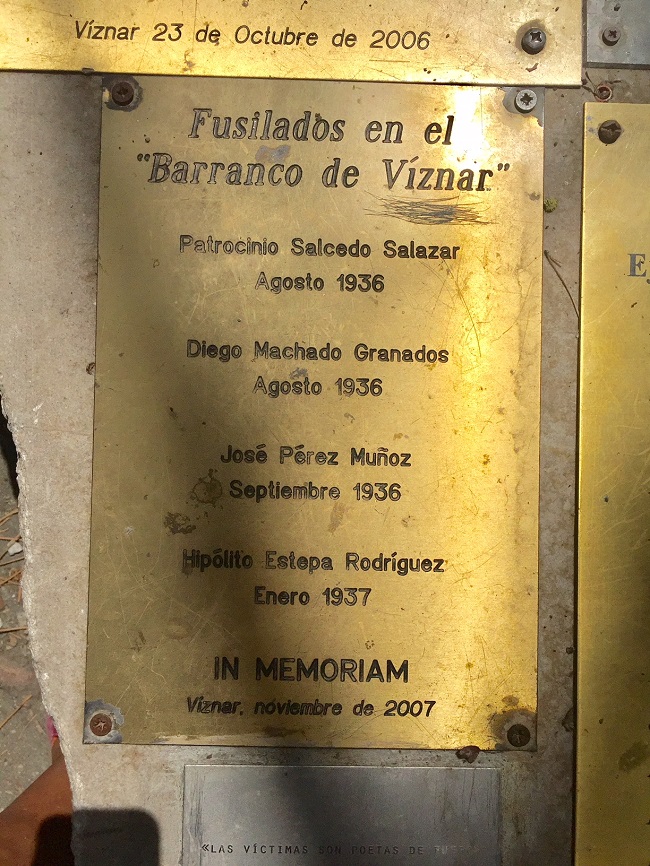 Víznar 23 de Octubre de 2006
Fusilados en el
"Barranco de Víznar"
Patrocinio Salcedo Salazar
Agosto 1936
Diego Machado Granados
Agosto 1936
José Pérez Muñoz
Septiembre 1936
Hipólito Estepa Rodríguez
Enero 1937
IN MEMORIAM
Víznar, noviembre de 2007
E
«LAS VÍCTIMAS SON POETAS DE